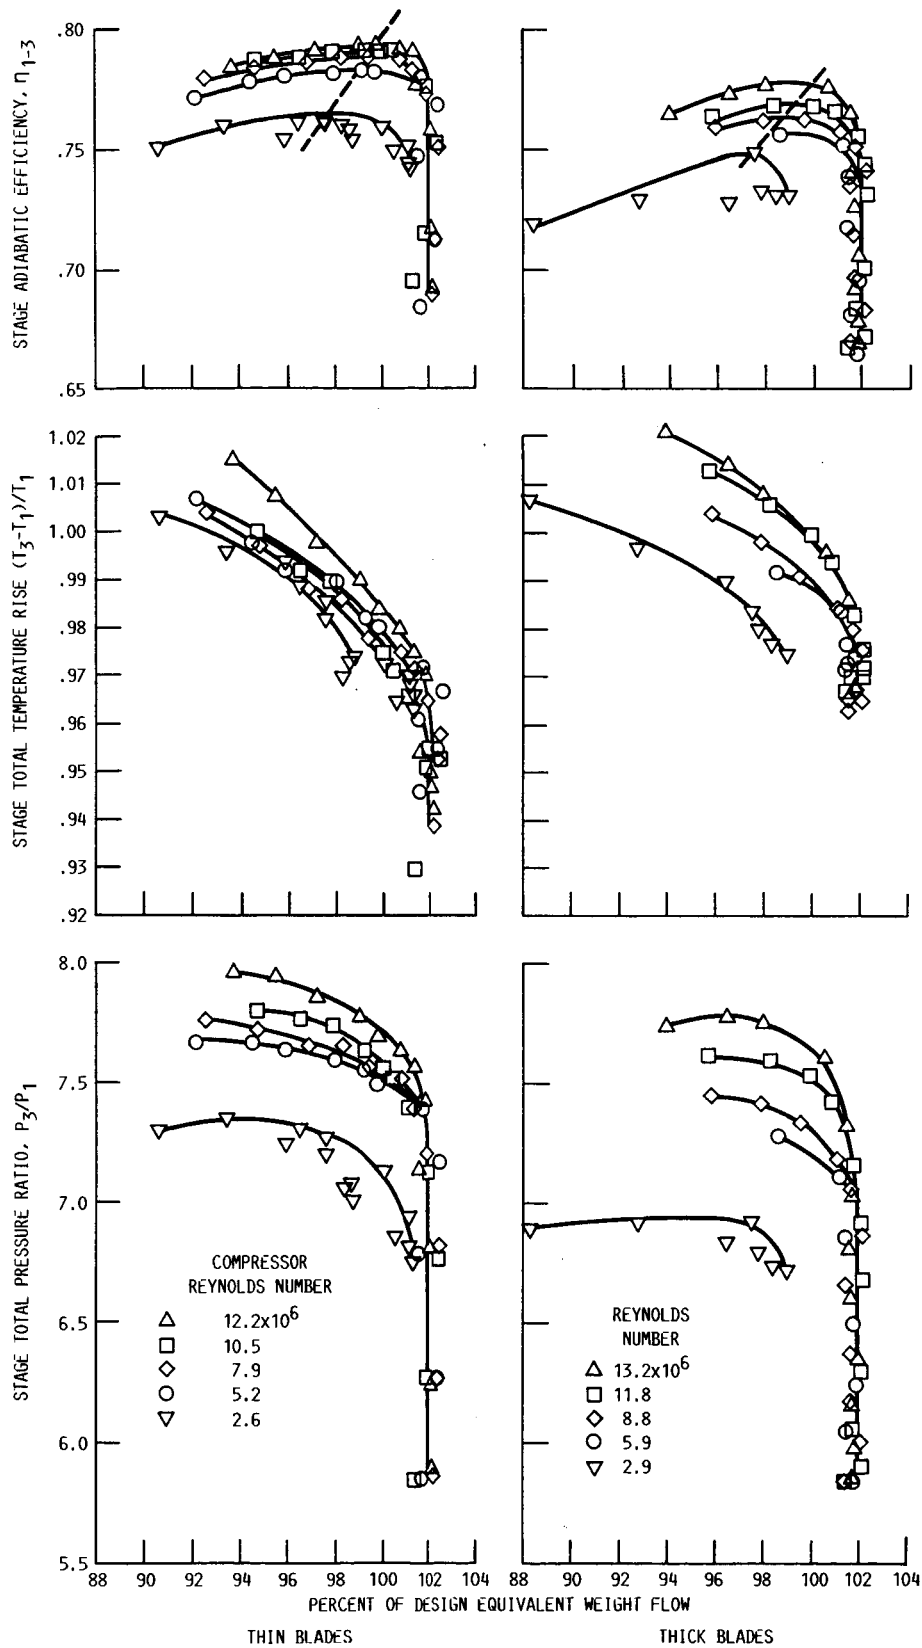 STAGE ADIABATIC EFFICIENCY, η1-3
.80
.75
.70
.65
STAGE TOTAL TEMPERATURE RISE (T3-T1)/T1
1.02
1.01
1.00
.99
.98
.97
.96
.95
.94
.93
.92
STAGE TOTAL PRESSURE RATIO, P3/P1
8.0
7.5
7.0
6.5
6.0
5.5
COMPRESSOR
REYNOLDS NUMBER
12.2x10^6
10.5
7.9
5.2
2.6
REYNOLDS
NUMBER
13.2x10^6
11.8
8.8
5.9
2.9
88 90 92 94 96 98 100 102 104 88 90 92 94 96 98 100 102 104
PERCENT OF DESIGN EQUIVALENT WEIGHT FLOW
THIN BLADES THICK BLADES